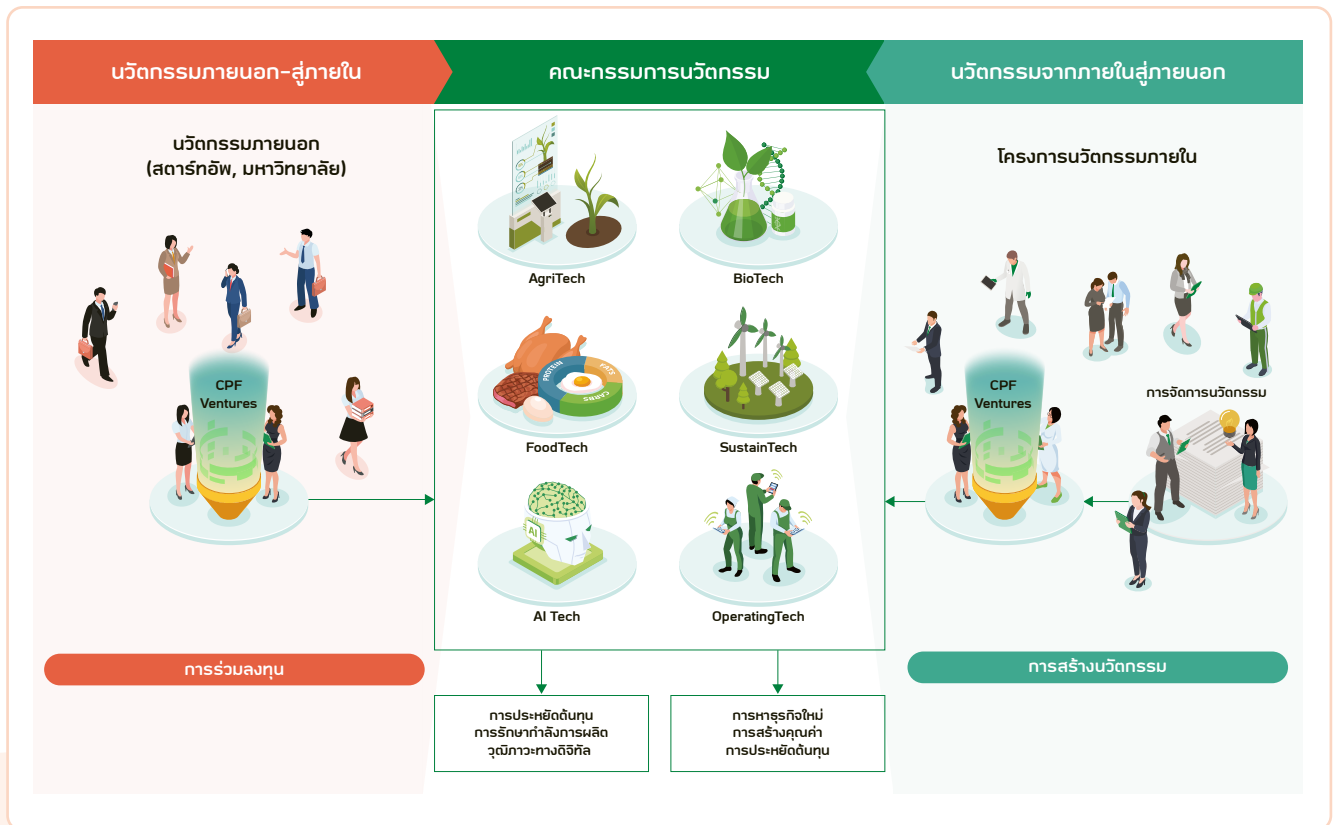 นวัตกรรมภายนอก-สู่ภายใน
คณะกรรมการนวัตกรรม
นวัตกรรมจากภายในสู่ภายนอก
นวัตกรรมภายนอก
(สตาร์ทอัพ, มหาวิทยาลัย)
CPF
Ventures
การร่วมลงทุน
AgriTech
BioTech
PROTEIN
FATS
CARBS
FoodTech
SustainTech
AI
AI Tech
OperatingTech
การประหยัดต้นทุน
การรักษากำลังการผลิต
วุฒิภาวะทางดิจิทัล
การหาธุรกิจใหม่
การสร้างคุณค่า
การประหยัดต้นทุน
โครงการนวัตกรรมภายใน
CPF
Ventures
การจัดการนวัตกรรม
การสร้างนวัตกรรม